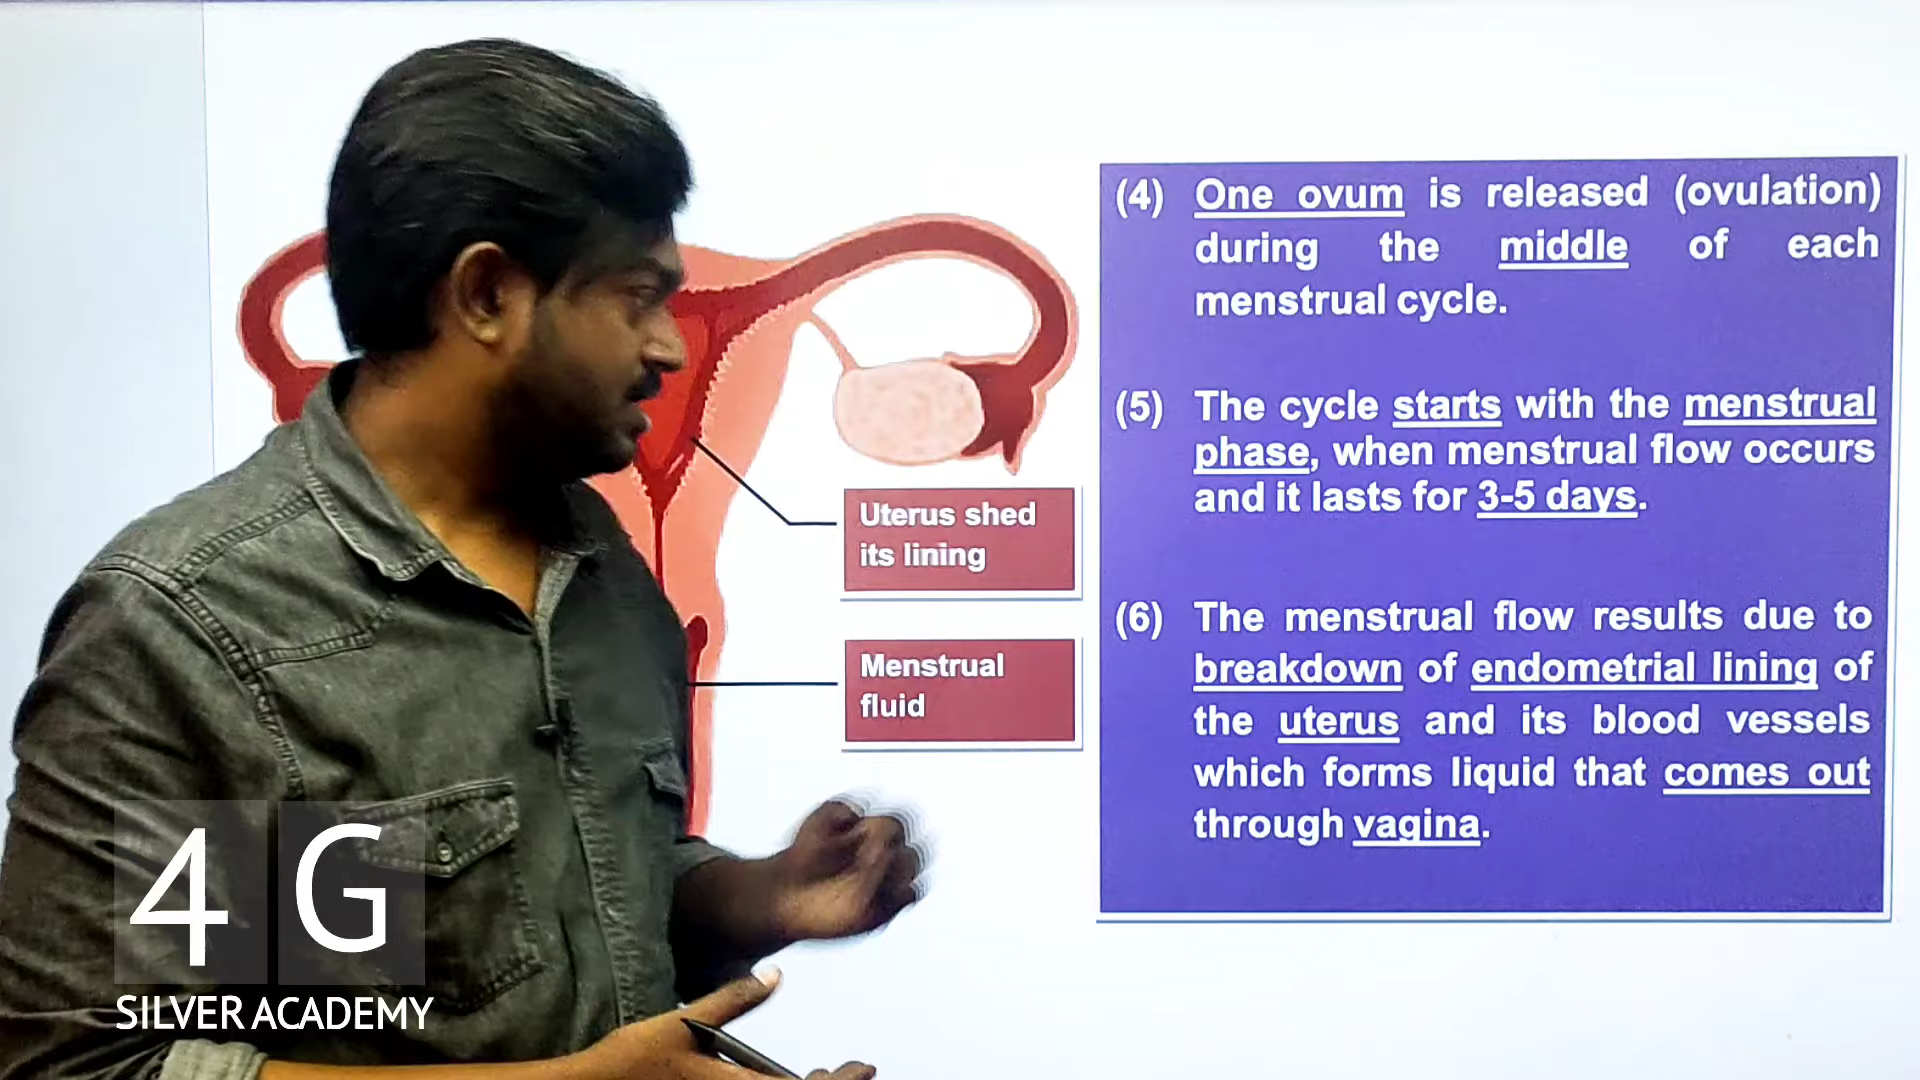 (4) One ovum is released (ovulation)
during the middle of each
menstrual cycle.
(5) The cycle starts with the menstrual
phase, when menstrual flow occurs
and it lasts for 3-5 days.
(6) The menstrual flow results due to
breakdown of endometrial lining of
the uterus and its blood vessels
which forms liquid that comes out
through vagina.
Uterus shed
its lining
Menstrual
fluid
4 G
SILVER ACADEMY